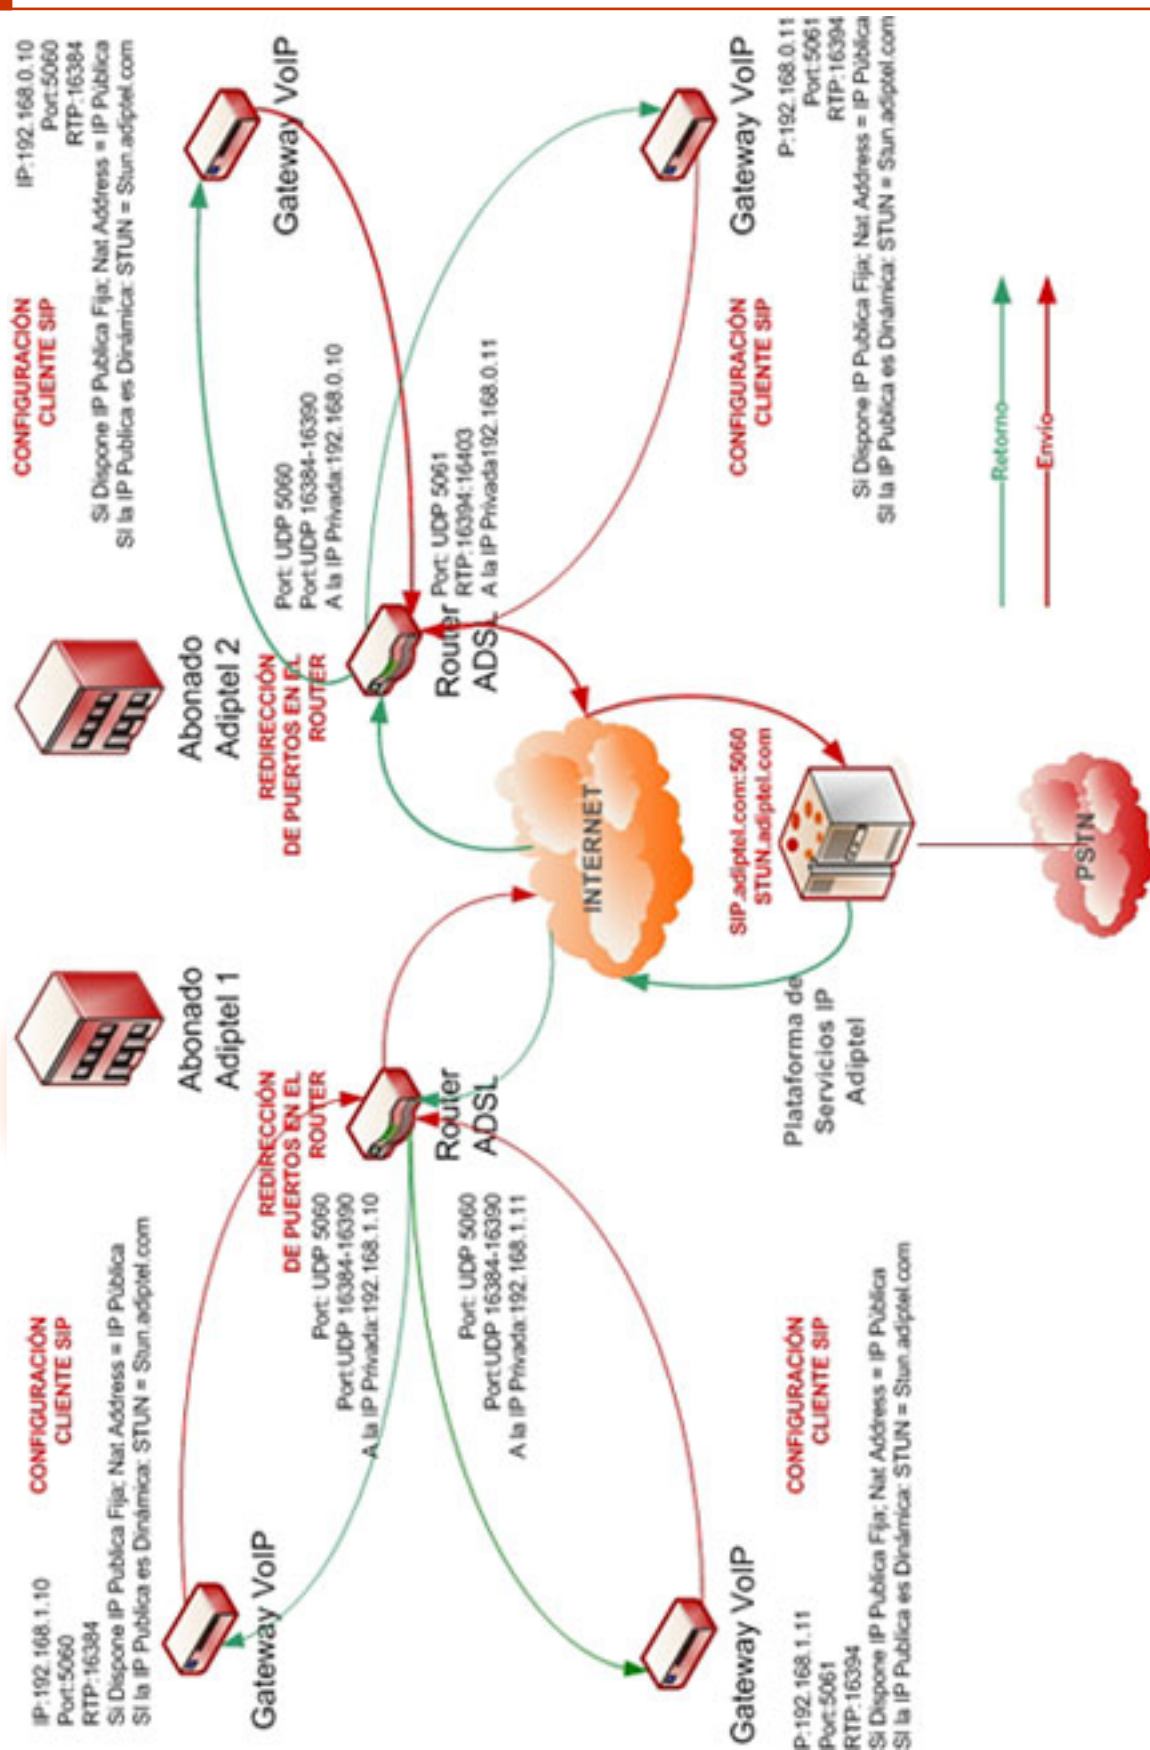 IP:192.168.1.10
Port:5060
RTP:16384
Si Dispone IP Publica Fija; Nat Address = IP Pública
SI la IP Publica es Dinámica: STUN = Stun.adiptel.com
CONFIGURACIÓN
CLIENTE SIP
Gateway VoIP
Abonado
Adiptel 1
REDIRECCIÓN
DE PUERTOS EN EL
ROUTER
Port: UDP 5060
Port:UDP 16384-16390
A la IP Privada:192.168.1.10
Router
ADSL
Port: UDP 5060
Port:UDP 16384-16390
A la IP Privada:192.168.1.11
Gateway VoIP
CONFIGURACIÓN
CLIENTE SIP
P:192.168.1.11
Port:5061
RTP:16394
Si Dispone IP Publica Fija; Nat Address = IP Pública
SI la IP Publica es Dinámica: STUN = Stun.adiptel.com
Abonado
Adiptel 2
REDIRECCIÓN
DE PUERTOS EN EL
ROUTER
CONFIGURACIÓN
CLIENTE SIP
IP:192.168.0.10
Port:5060
RTP:16384
Si Dispone IP Publica Fija; Nat Address = IP Pública
SI la IP Publica es Dinámica: STUN = Stun.adiptel.com
Gateway VoIP
Port: UDP 5060
Port:UDP 16384-16390
A la IP Privada:192.168.0.10
Router
ADSL
Port: UDP 5061
RTP:16394:16403
A la IP Privada192.168.0.11
Gateway VoIP
CONFIGURACIÓN
CLIENTE SIP
P:192.168.0.11
Port:5061
RTP:16394
Si Dispone IP Publica Fija; Nat Address = IP Pública
SI la IP Publica es Dinámica: STUN = Stun.adiptel.com
INTERNET
SIP.adiptel.com:5060
STUN.adiptel.com
Plataforma de
Servicios IP
Adiptel
PSTN
Retorno
Envío